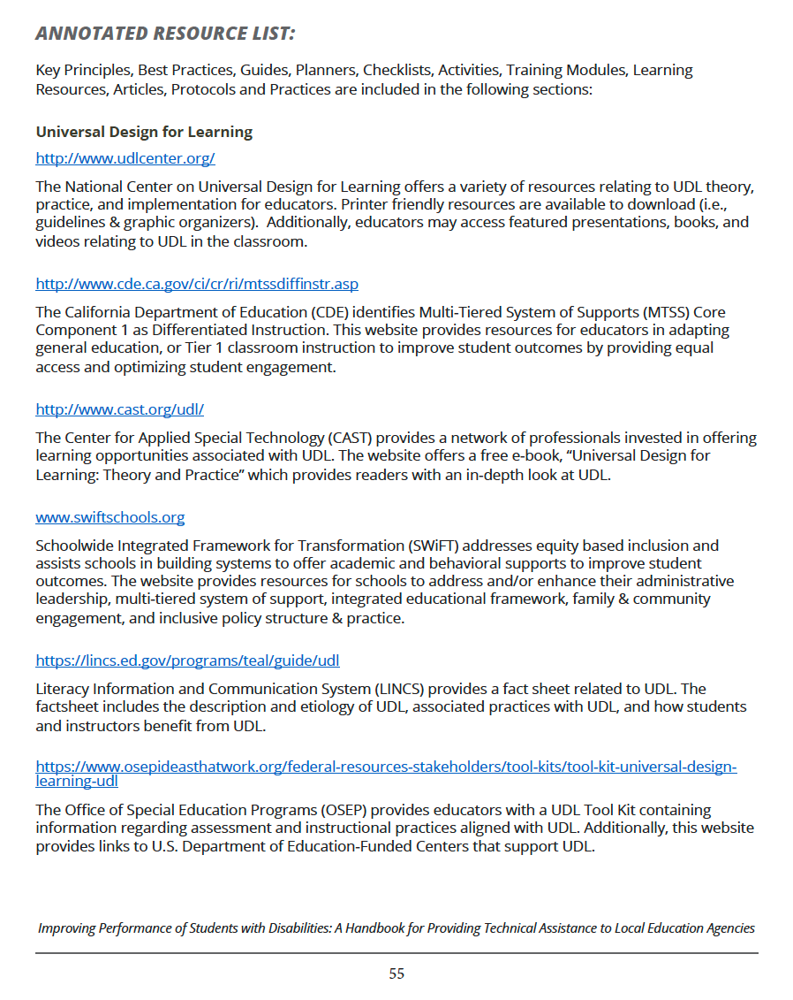 ANNOTATED RESOURCE LIST:
Key Principles, Best Practices, Guides, Planners, Checklists, Activities, Training Modules, Learning
Resources, Articles, Protocols and Practices are included in the following sections:
Universal Design for Learning
http://www.udlcenter.org/
The National Center on Universal Design for Learning offers a variety of resources relating to UDL theory,
practice, and implementation for educators. Printer friendly resources are available to download (i.e.,
guidelines & graphic organizers).  Additionally, educators may access featured presentations, books, and
videos relating to UDL in the classroom.
http://www.cde.ca.gov/ci/cr/ri/mtssdiffinstr.asp
The California Department of Education (CDE) identifies Multi-Tiered System of Supports (MTSS) Core
Component 1 as Differentiated Instruction. This website provides resources for educators in adapting
general education, or Tier 1 classroom instruction to improve student outcomes by providing equal
access and optimizing student engagement.
http://www.cast.org/udl/
The Center for Applied Special Technology (CAST) provides a network of professionals invested in offering
learning opportunities associated with UDL. The website offers a free e-book, “Universal Design for
Learning: Theory and Practice” which provides readers with an in-depth look at UDL.
www.swiftschools.org
Schoolwide Integrated Framework for Transformation (SWiFT) addresses equity based inclusion and
assists schools in building systems to offer academic and behavioral supports to improve student
outcomes. The website provides resources for schools to address and/or enhance their administrative
leadership, multi-tiered system of support, integrated educational framework, family & community
engagement, and inclusive policy structure & practice.
https://lincs.ed.gov/programs/teal/guide/udl
Literacy Information and Communication System (LINCS) provides a fact sheet related to UDL. The
factsheet includes the description and etiology of UDL, associated practices with UDL, and how students
and instructors benefit from UDL.
https://www.osepideasthatwork.org/federal-resources-stakeholders/tool-kits/tool-kit-universal-design-
learning-udl
The Office of Special Education Programs (OSEP) provides educators with a UDL Tool Kit containing
information regarding assessment and instructional practices aligned with UDL. Additionally, this website
provides links to U.S. Department of Education-Funded Centers that support UDL.
Improving Performance of Students with Disabilities: A Handbook for Providing Technical Assistance to Local Education Agencies
55